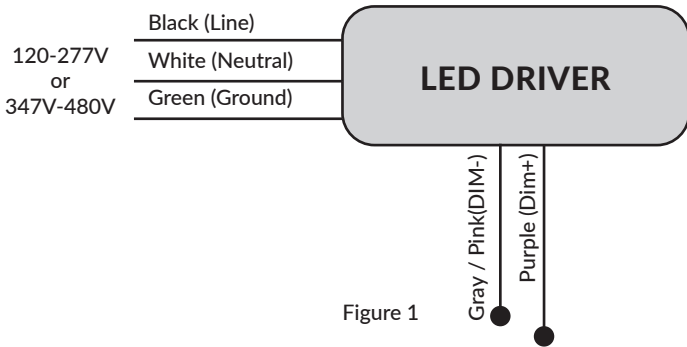 Black (Line)
120-277V
or
347V-480V
White (Neutral)
Green (Ground)
LED DRIVER
Gray / Pink(DIM-)
Purple (Dim+)
Figure 1